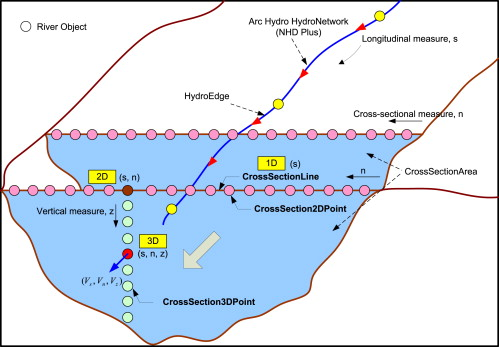 River Object
Arc Hydro HydroNetwork
(NHD Plus)
Longitudinal measure, s
HydroEdge
Cross-sectional measure, n
1D (s)
2D (s, n)
CrossSectionLine
n
CrossSectionArea
CrossSection2DPoint
Vertical measure, z
3D
(s, n, z)
(Vs, Vn, Vz)
CrossSection3DPoint